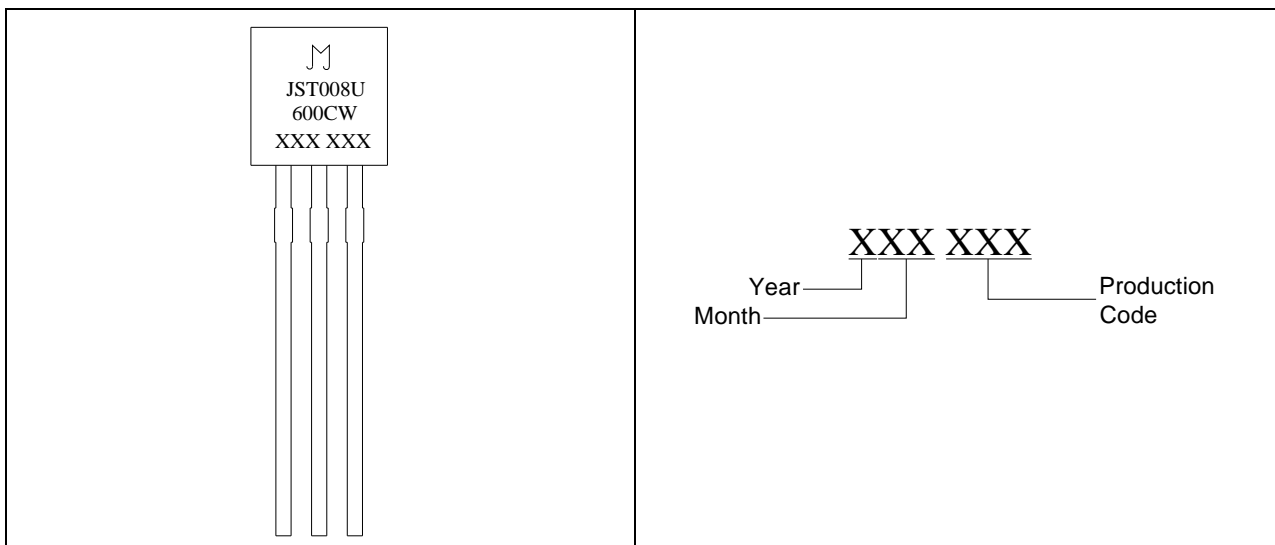 JST008U
600CW
XXX XXX
XXX XXX
Year
Month
Production
Code